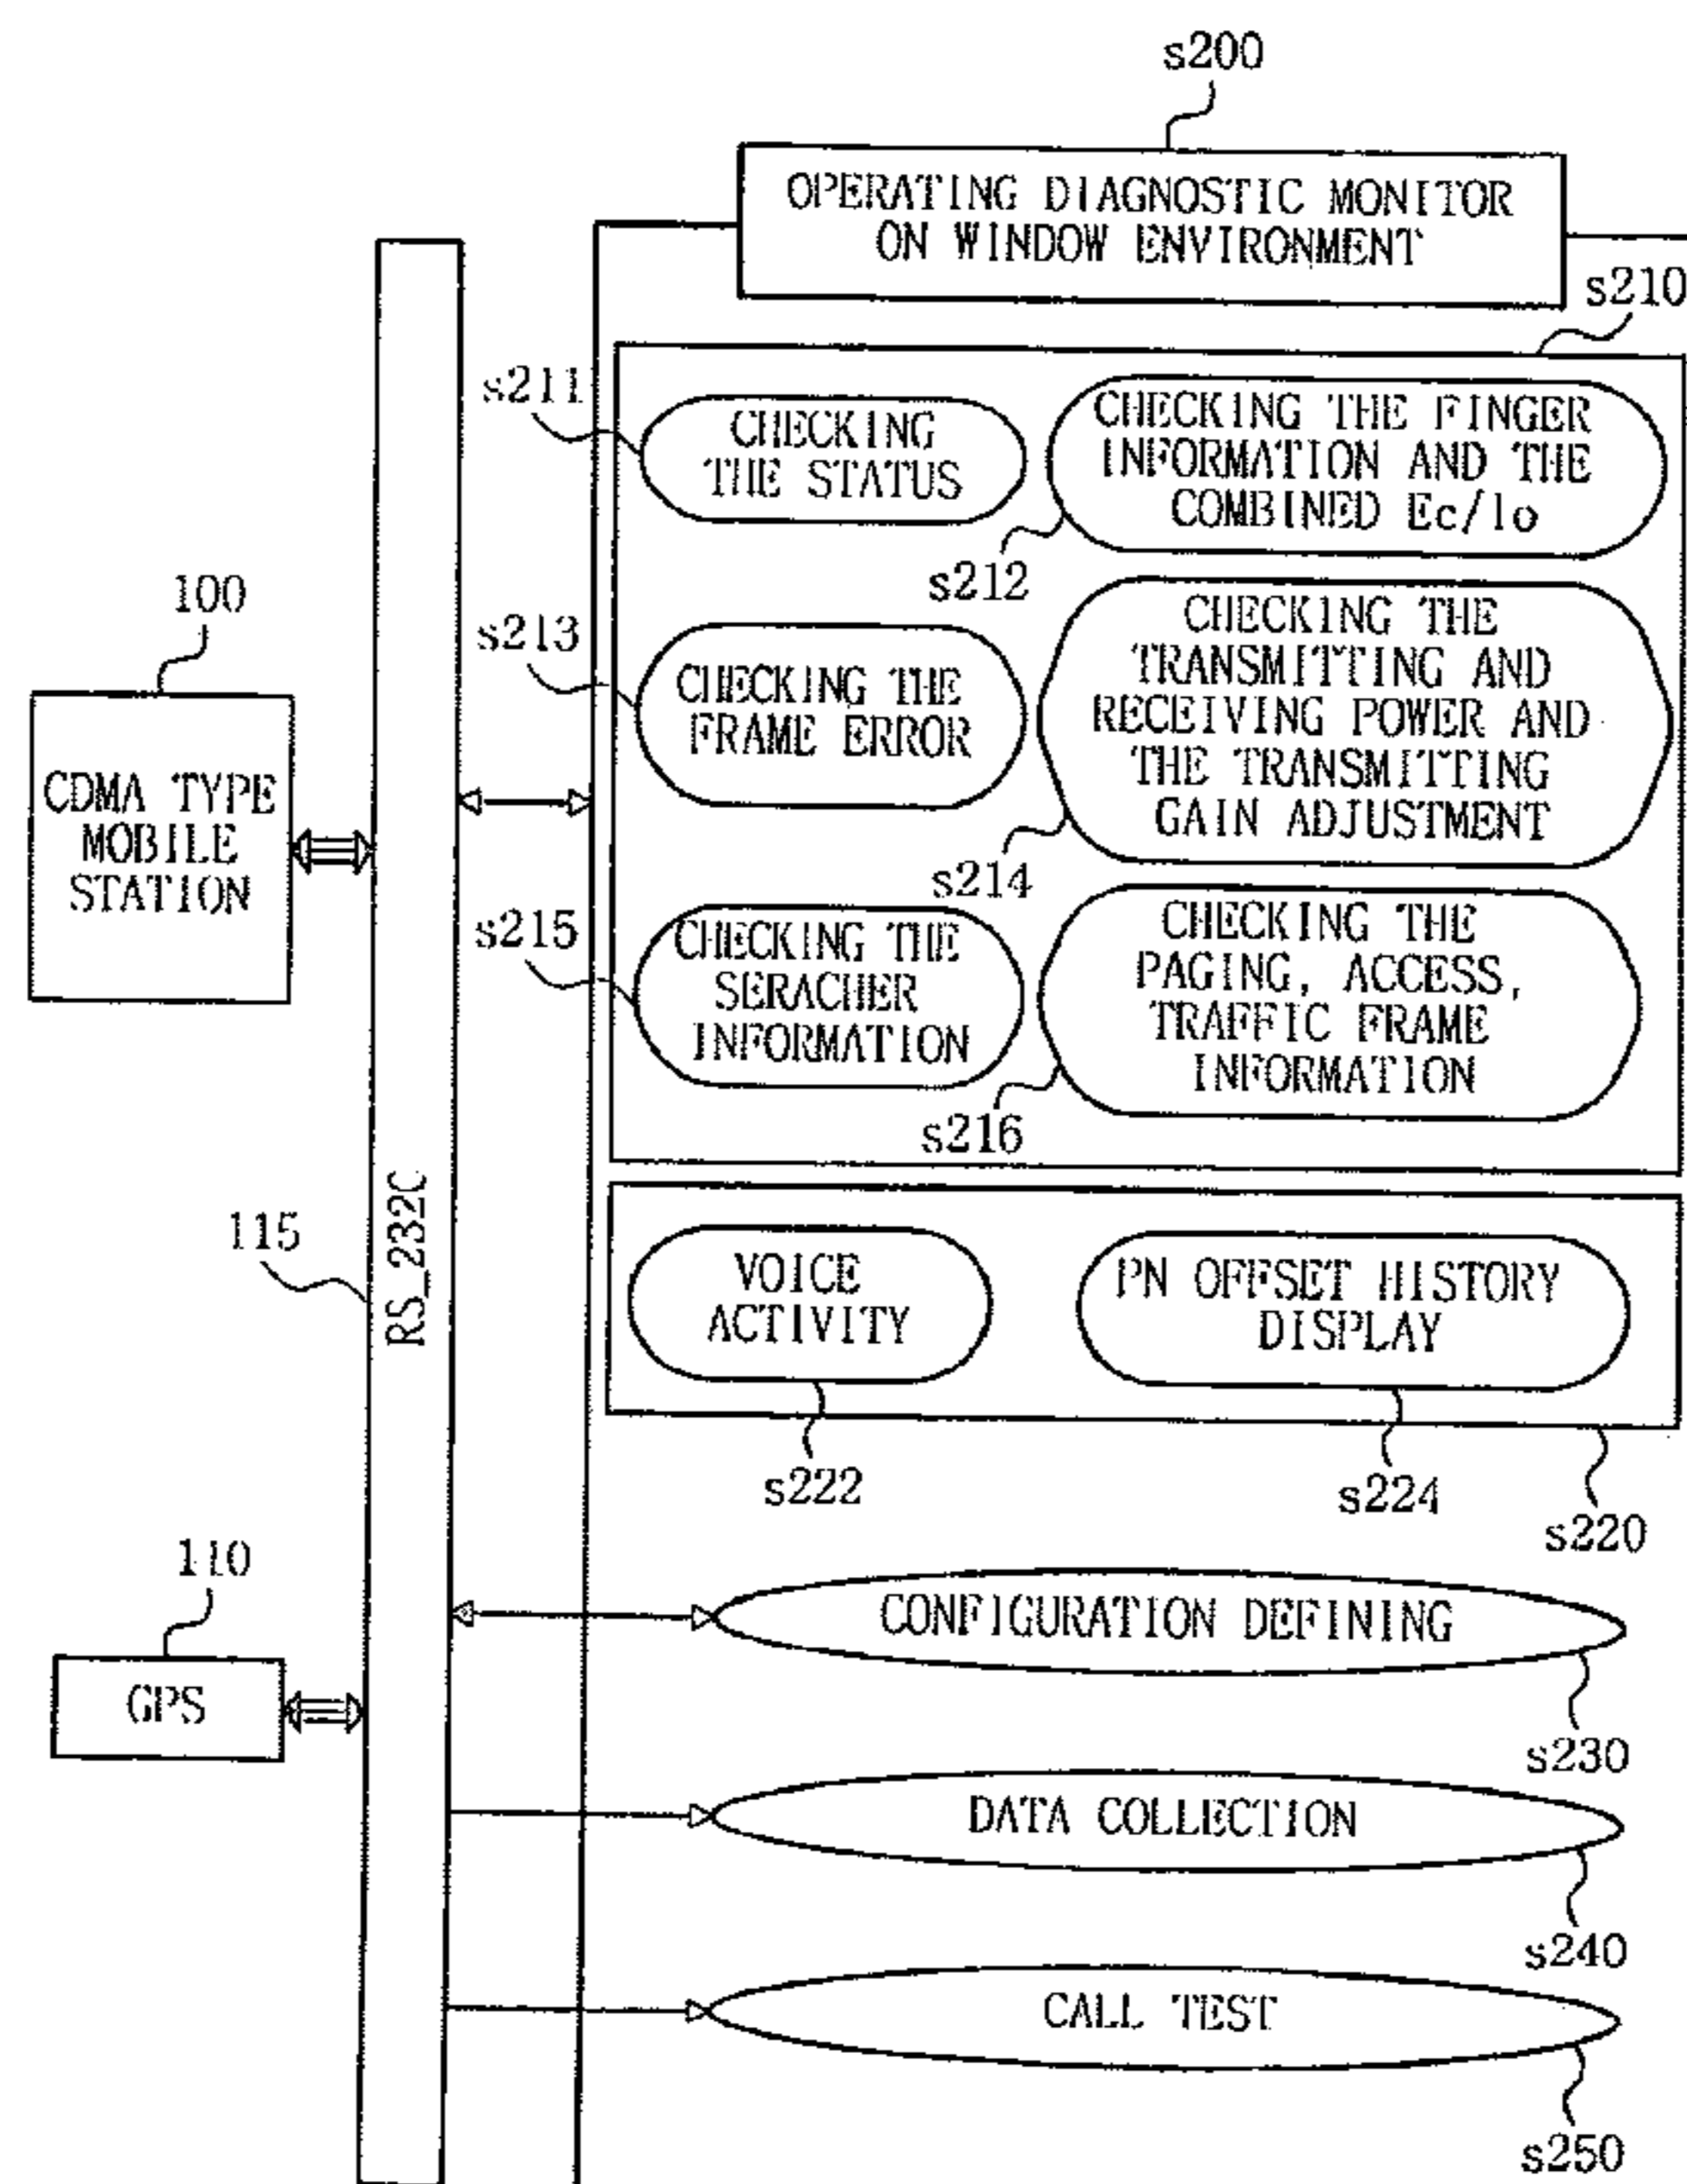 s200
OPERATING DIAGNOSTIC MONITOR
ON WINDOW ENVIRONMENT
s210
s211
CHECKING
THE STATUS
CHECKING THE FINGER
INFORMATION AND THE
COMBINED Ec/Io
s212
100
CDMA TYPE
MOBILE
STATION
s213
CHECKING THE
FRAME ERROR
CHECKING THE
TRANSMITTING AND
RECEIVING POWER AND
THE TRANSMITTING
GAIN ADJUSTMENT
s214
s215
CHECKING THE
SERACHER
INFORMATION
CHECKING THE
PAGING, ACCESS,
TRAFFIC FRAME
INFORMATION
s216
115
RS_232C
VOICE
ACTIVITY
PN OFFSET HISTORY
DISPLAY
s222
s224
s220
110
GPS
CONFIGURATION DEFINING
s230
DATA COLLECTION
s240
CALL TEST
s250